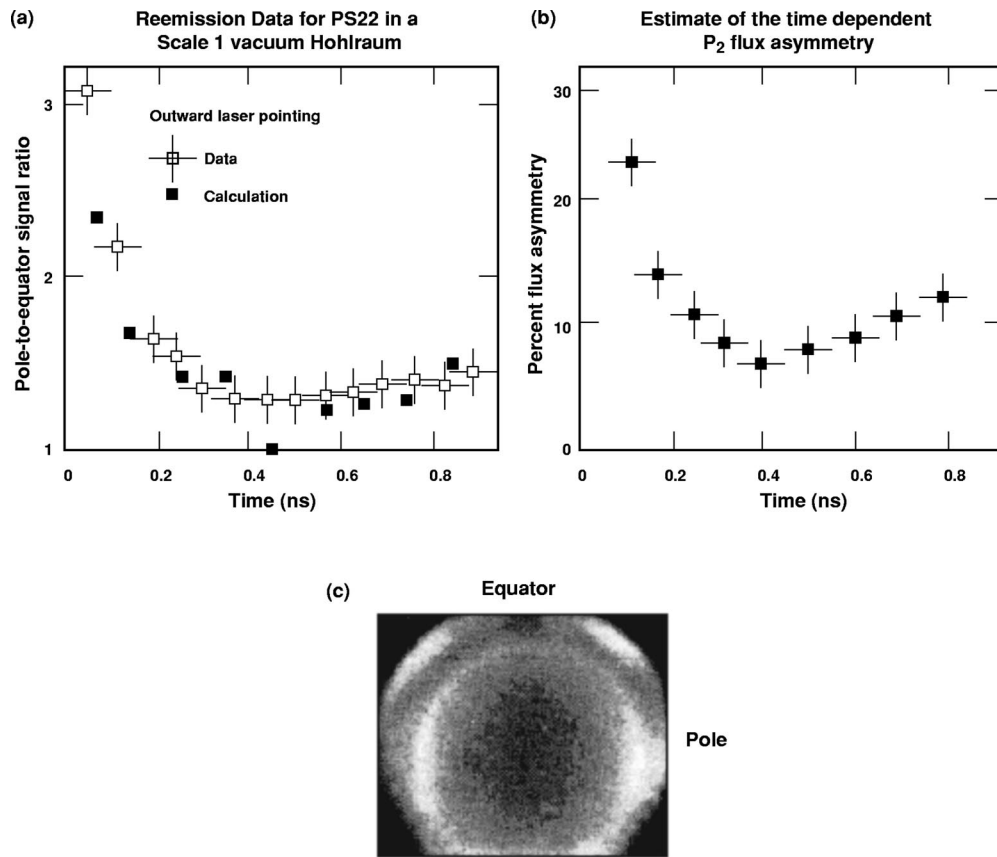 (a)
Reemission Data for PS22 in a
Scale 1 vacuum Hohlraum
Pole-to-equator signal ratio
3
2
1
Outward laser pointing
Data
Calculation
0
0.2
0.4
0.6
0.8
Time (ns)
(b)
Estimate of the time dependent
P₂ flux asymmetry
Percent flux asymmetry
30
20
10
0
0
0.2
0.4
0.6
0.8
Time (ns)
(c)
Equator
Pole